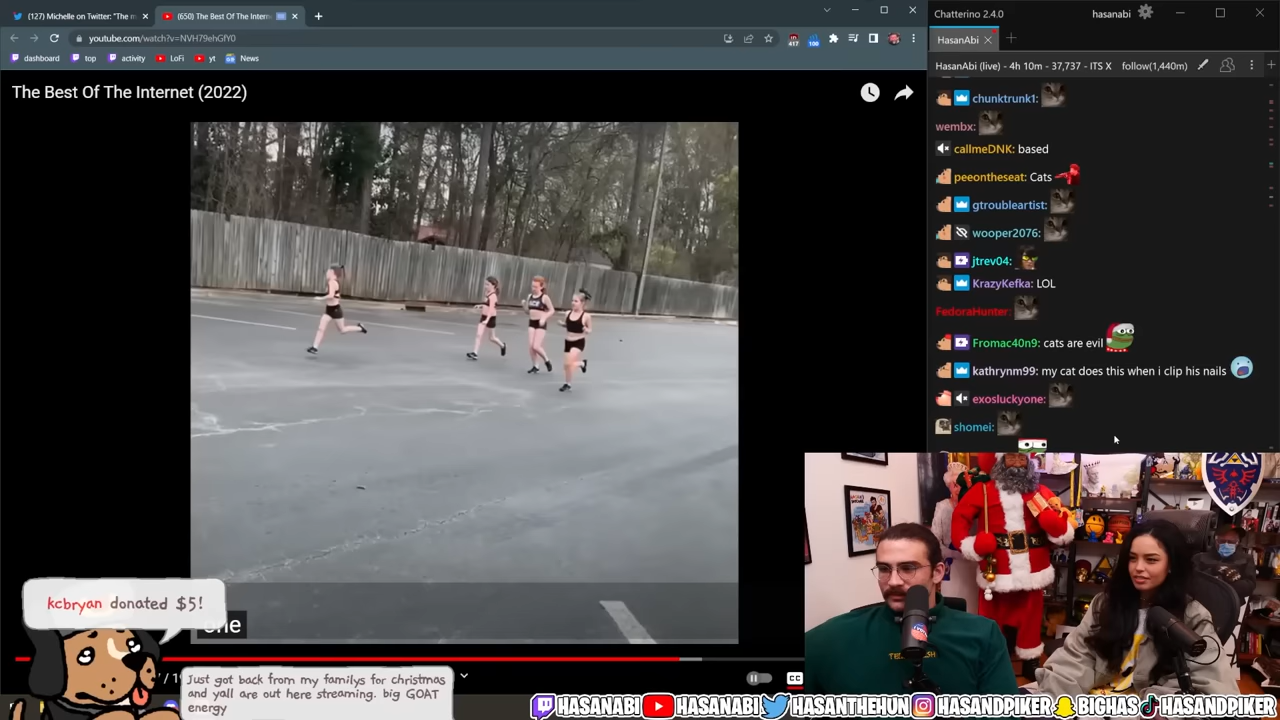 (127) Michelle on Twitter: "The m
(650) The Best Of The Intern
youtube.com/watch?v=NVH79ehGfY0
417
100
dashboard
top
activity
LoFi
yt
News
The Best Of The Internet (2022)
one
CC
kcbryan donated $5!
Just got back from my familys for christmas
and yall are out here streaming. big GOAT
energy
Chatterino 2.4.0
hasanabi
HasanAbi
HasanAbi (live) - 4h 10m - 37,737 - ITS X
follow(1,440m)
chunktrunk1:
wembx:
callmeDNK: based
peeontheseat: Cats
gtroubleartist:
wooper2076:
jtrev04:
KrazyKefka: LOL
FedoraHunter:
Fromac40n9: cats are evil
kathrynm99: my cat does this when i clip his nails
exosluckyone:
shomei:
HASANABI
HASANABI
HASANTHEHUN
HASANDPIKER
BIGHAS
HASANDPIKER